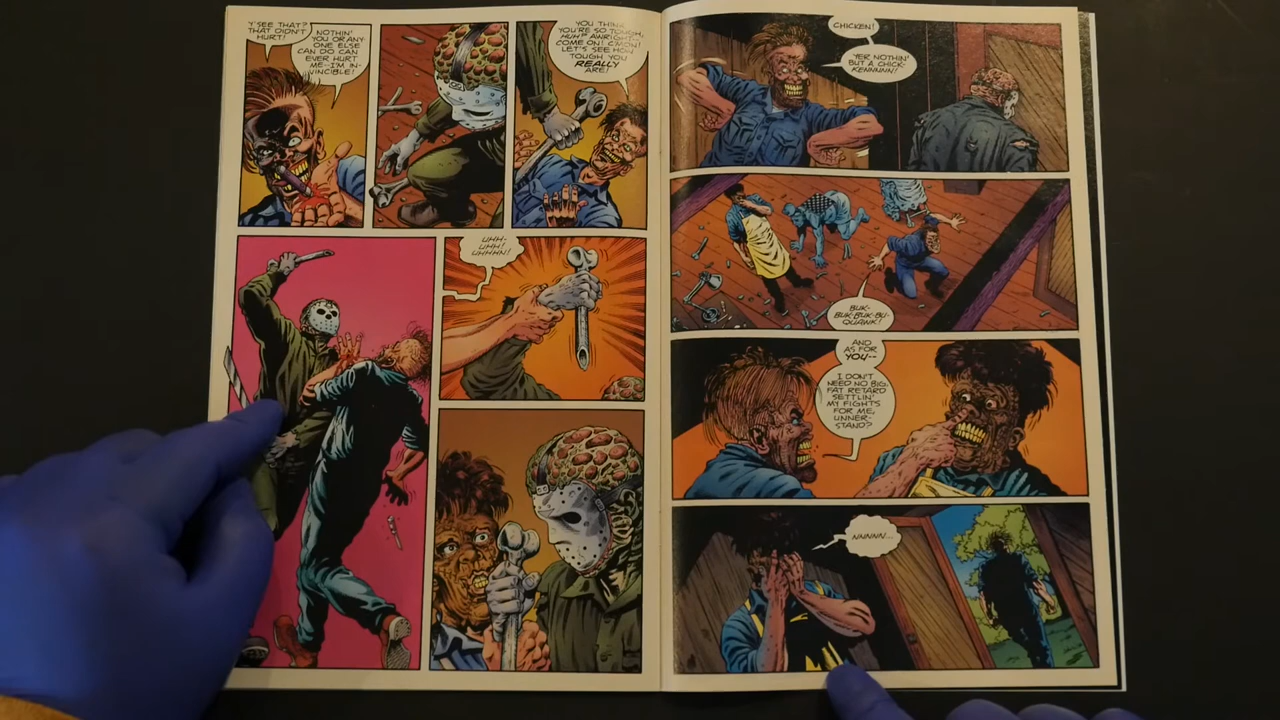 Y'SEE THAT?
THAT DIDN'T
HURT!
NOTHIN'
YOU OR ANY-
ONE ELSE
CAN DO CAN
EVER HURT
ME--I'M IN-
VINCIBLE!
YOU THINK
YOU'RE SO TOUGH,
HUH? AWRIGHT--
COME ON! C'MON!
LET'S SEE HOW
TOUGH YOU
REALLY
ARE!
UHH-
UHH!
UHHHN!
CHICKEN!
YER NOTHIN'
BUT A CHICK-
KENNNNN!
BUK-
BUK-BUK-BU-
QUAWK!
AND
AS FOR
YOU--
I DON'T
NEED NO BIG,
FAT RETARD
SETTLIN'
MY FIGHTS
FOR ME,
UNNER-
STAND?
NNNNN...